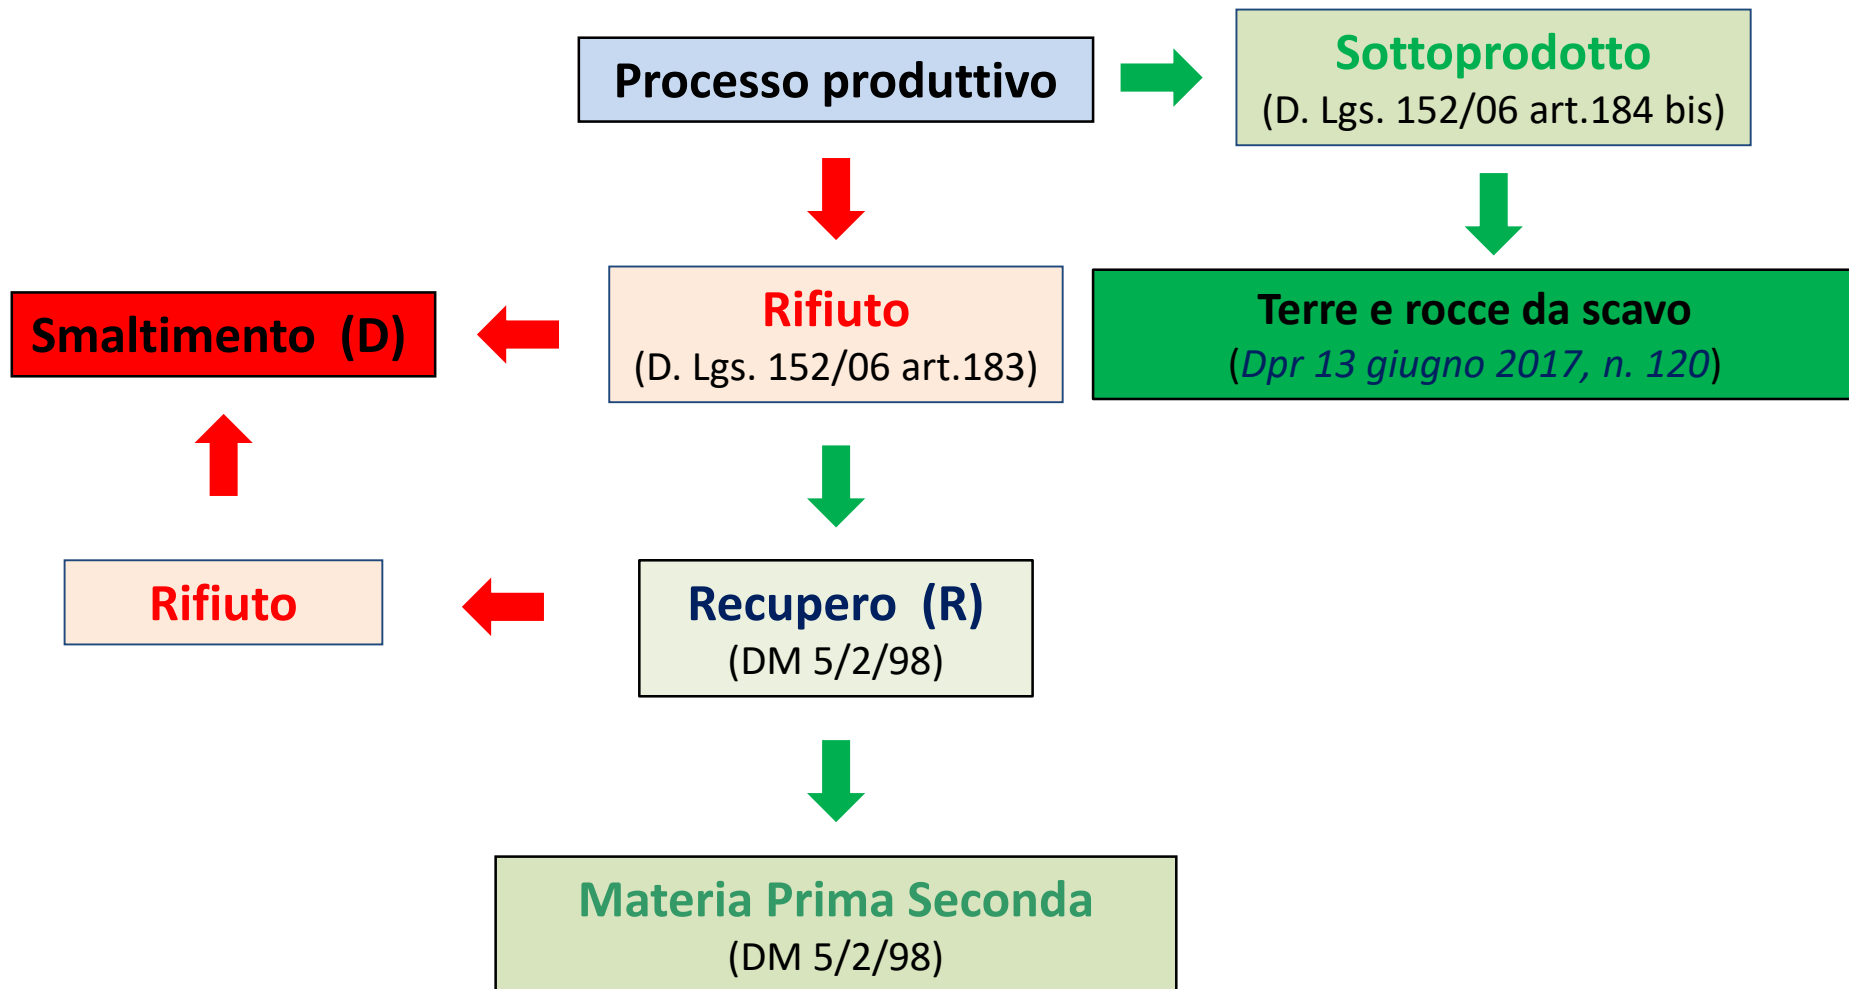 Processo produttivo
Sottoprodotto
(D. Lgs. 152/06 art.184 bis)
Smaltimento (D)
Rifiuto
(D. Lgs. 152/06 art.183)
Terre e rocce da scavo
(Dpr 13 giugno 2017, n. 120)
Rifiuto
Recupero (R)
(DM 5/2/98)
Materia Prima Seconda
(DM 5/2/98)